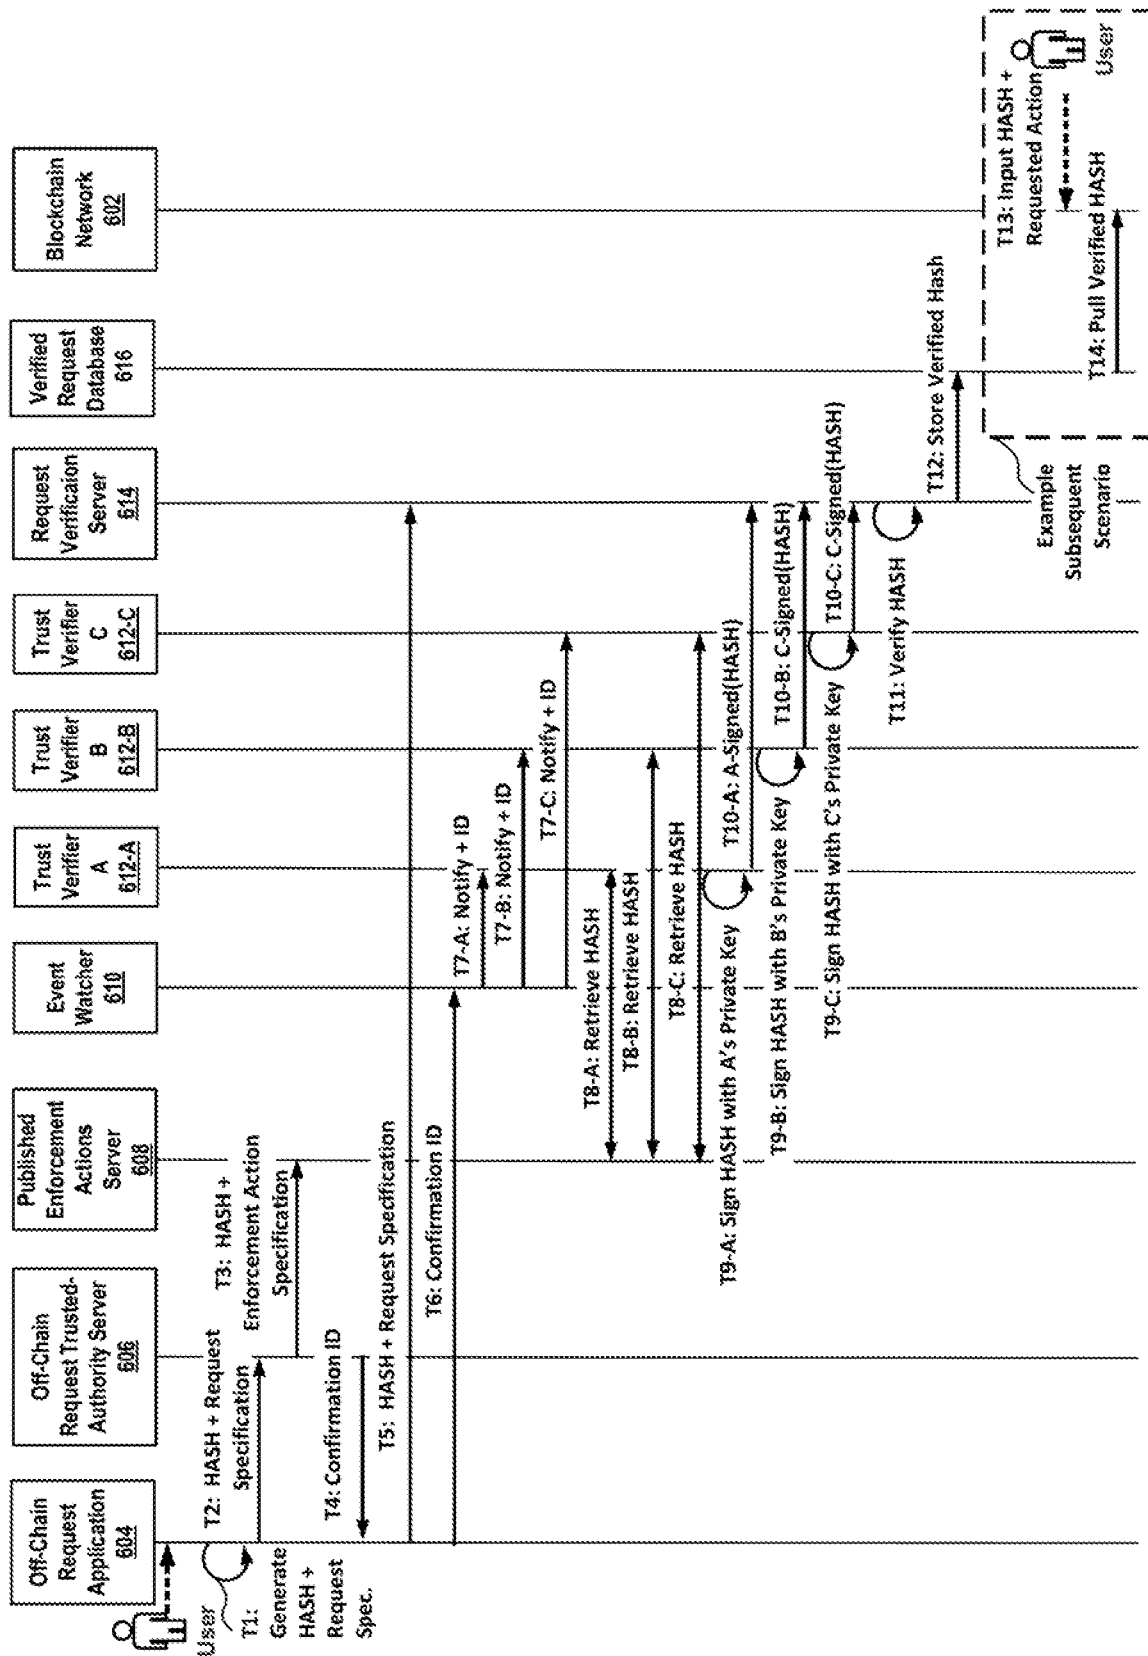 Off-Chain
Request
Application
604
Off-Chain
Request Trusted-
Authority Server
606
Published
Enforcement
Actions
Server
608
Event
Watcher
610
Trust
Verifier
A
612-A
Trust
Verifier
B
612-B
Trust
Verifier
C
612-C
Request
Verificaion
Server
614
Verified
Request
Database
616
Blockchain
Network
602
User
T1:
Generate
HASH +
Request
Spec.
T2: HASH + Request
Specification
T3: HASH +
Enforcement Action
Specification
T4: Confirmation ID
T5: HASH + Request Specification
T6: Confirmation ID
T7-A: Notify + ID
T7-B: Notify + ID
T7-C: Notify + ID
T8-A: Retrieve HASH
T8-B: Retrieve HASH
T8-C: Retrieve HASH
T9-A: Sign HASH with A's Private Key
T10-A: A-Signed(HASH)
T9-B: Sign HASH with B's Private Key
T10-B: C-Signed(HASH)
T9-C: Sign HASH with C's Private Key
T10-C: C-Signed(HASH)
T11: Verify HASH
T12: Store Verified Hash
Example
Subsequent
Scenario
T13: Input HASH +
Requested Action
User
T14: Pull Verified HASH